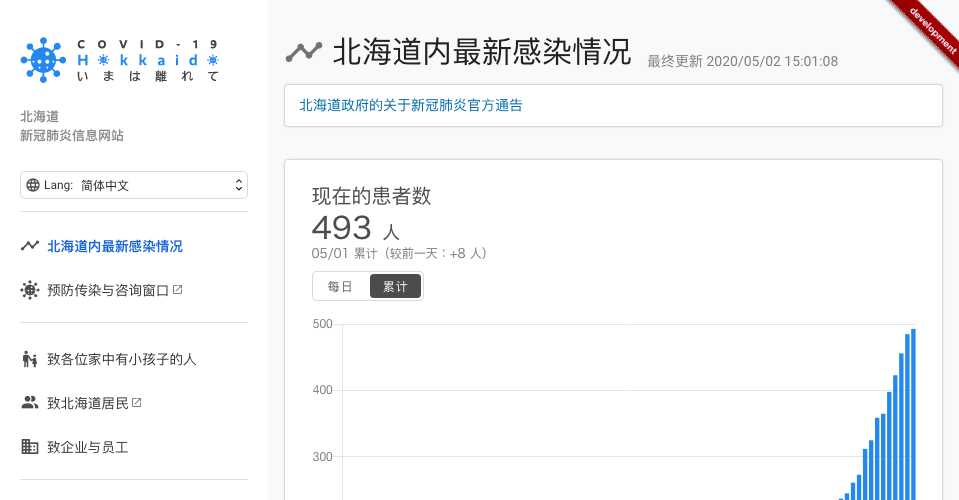 COVID-19
Hokkaido
いまは離れて
北海道
新冠肺炎信息网站
Lang: 简体中文
北海道内最新感染情况
预防传染与咨询窗口
致各位家中有小孩子的人
致北海道居民
致企业与员工
development
北海道内最新感染情况 最终更新 2020/05/02 15:01:08
北海道政府的关于新冠肺炎官方通告
现在的患者数
493 人
05/01 累计（较前一天：+8 人）
每日 累计
500
400
300